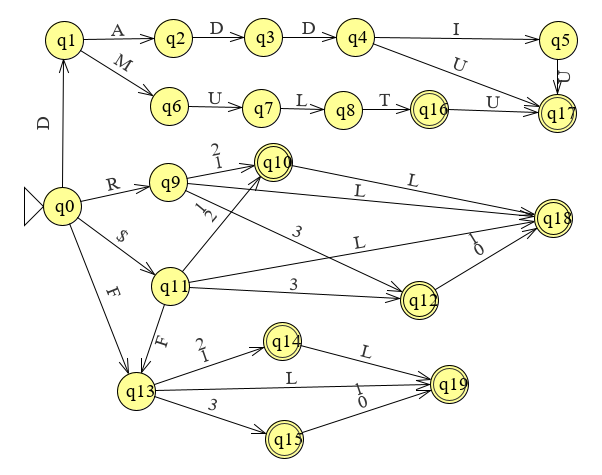 q1 A q2 D q3 D q4 I q5
M U U
q6 U q7 L q8 T q16 U q17
D
q0 R q9 2 1 q10 L
L q18
1 2
$ 3 L 1 0
q11 3 q12
F F
2 1 q14 L
q13 L q19
1 0
3 q15